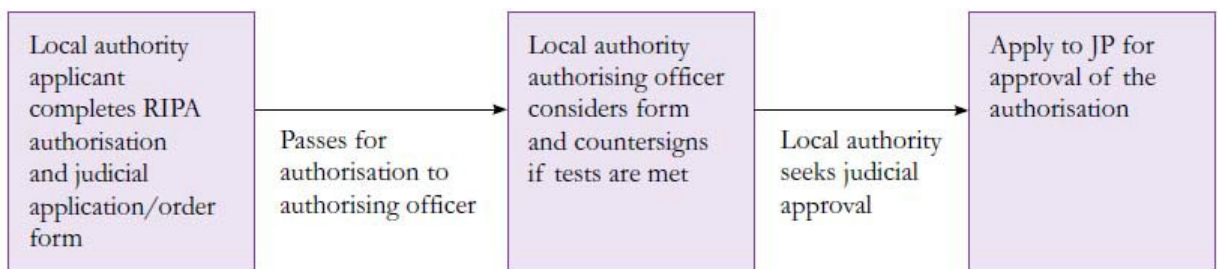 Local authority
applicant
completes RIPA
authorisation
and judicial
application/order
form
Passes for
authorisation to
authorising officer
Local authority
authorising officer
considers form
and countersigns
if tests are met
Local authority
seeks judicial
approval
Apply to JP for
approval of the
authorisation